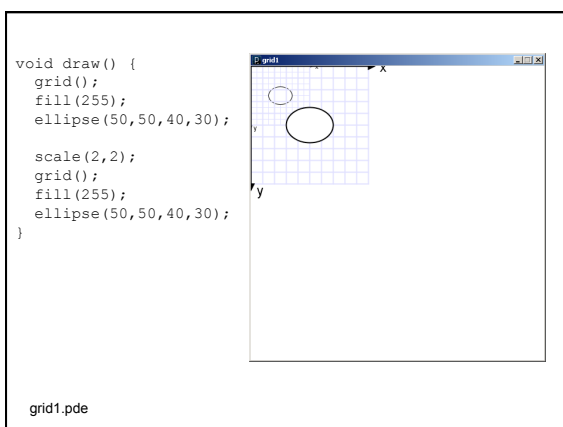 void draw() {
grid();
fill(255);
ellipse(50,50,40,30);
scale(2,2);
grid();
fill(255);
ellipse(50,50,40,30);
}
grid1
x
x
y
y
grid1.pde